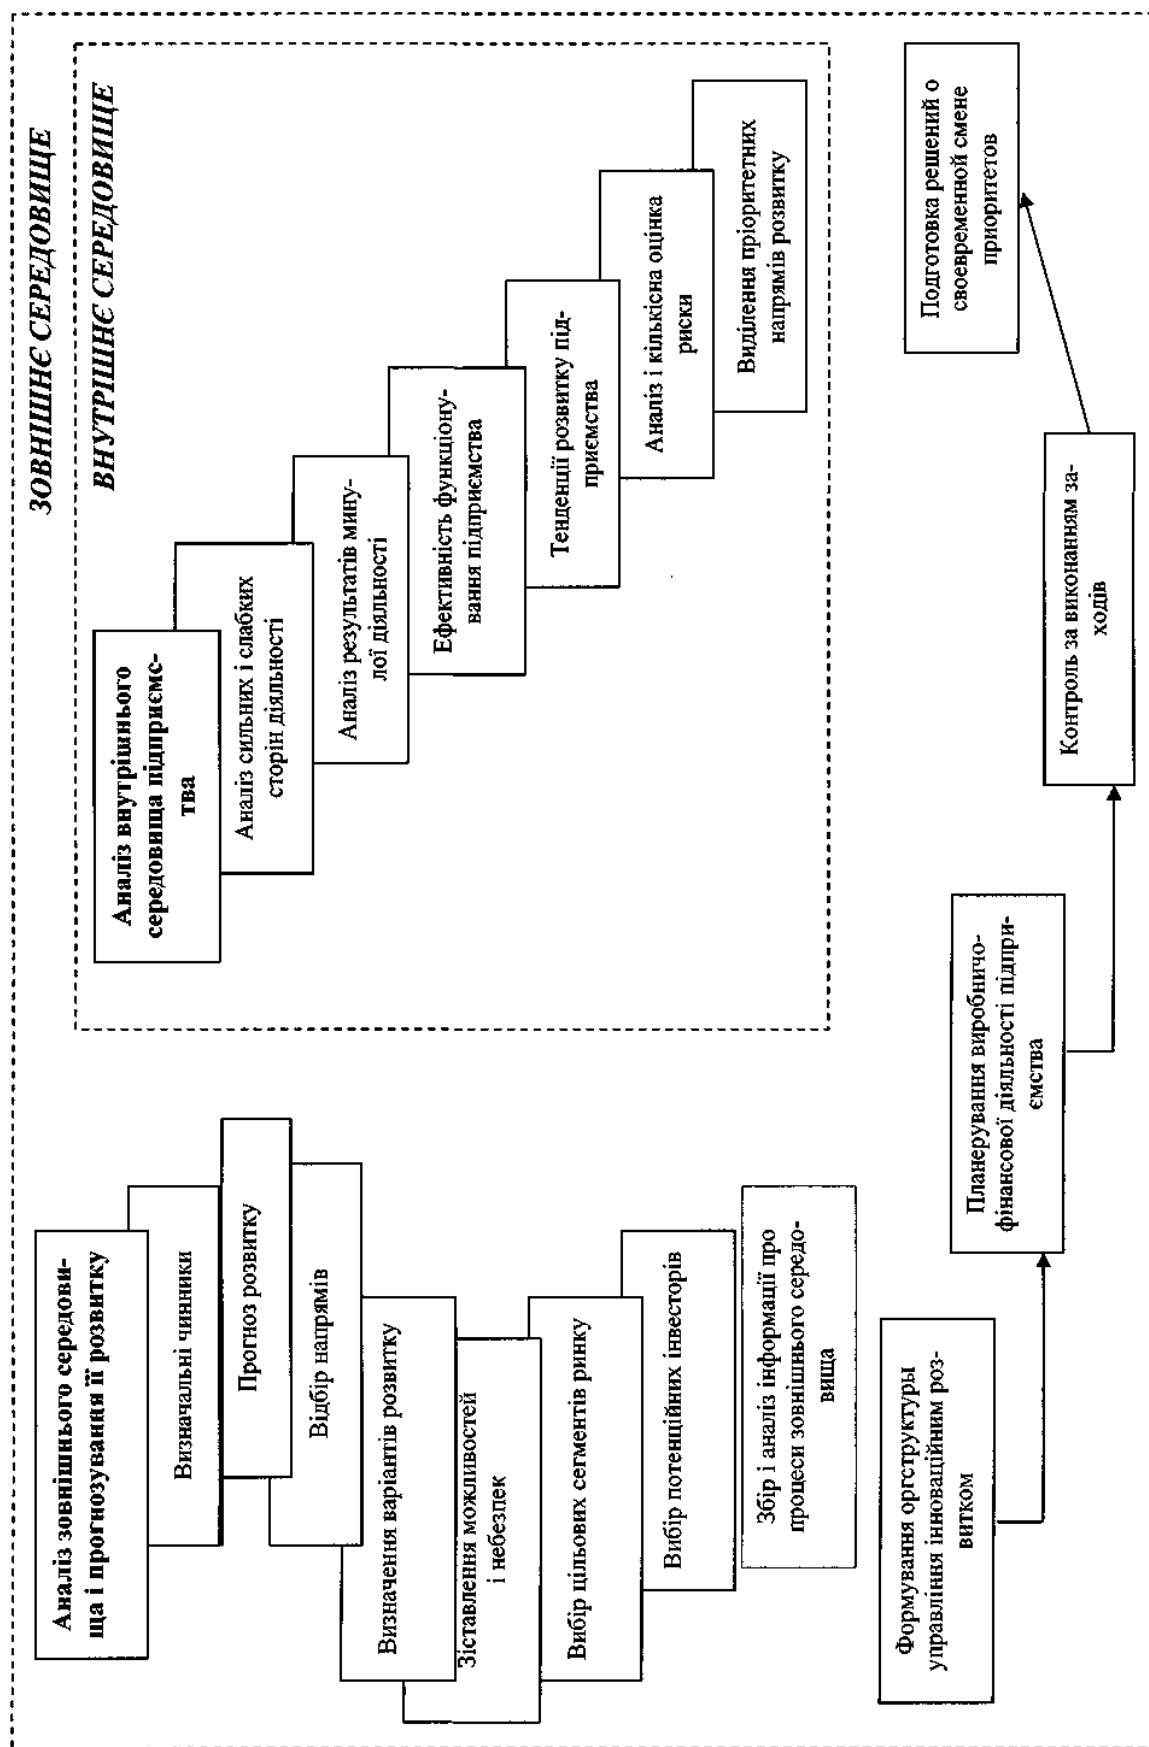 ЗОВНІШНЄ СЕРЕДОВИЩЕ
ВНУТРІШНЄ СЕРЕДОВИЩЕ
Аналіз зовнішнього середови-
ща і прогнозування її розвитку
Визначальні чинники
Прогноз розвитку
Відбір напрямів
Визначення варіантів розвитку
Зіставлення можливостей
і небезпек
Вибір цільових сегментів ринку
Вибір потенційних інвесторів
Збір і аналіз інформації про
процеси зовнішнього середо-
вища
Аналіз внутрішнього
середовища підприємс-
тва
Аналіз сильних і слабких
сторін діяльності
Аналіз результатів мину-
лої діяльності
Ефективність функціону-
вання підприємства
Тенденції розвитку під-
приємства
Аналіз і кількісна оцінка
риски
Виділення пріоритетних
напрямів розвитку
Формування оргструктуры
управління інноваційним роз-
витком
Планерування виробничо-
фінансової діяльності підпри-
ємства
Контроль за виконанням за-
ходів
Подготовка решений о
своевременной смене
приоритетов